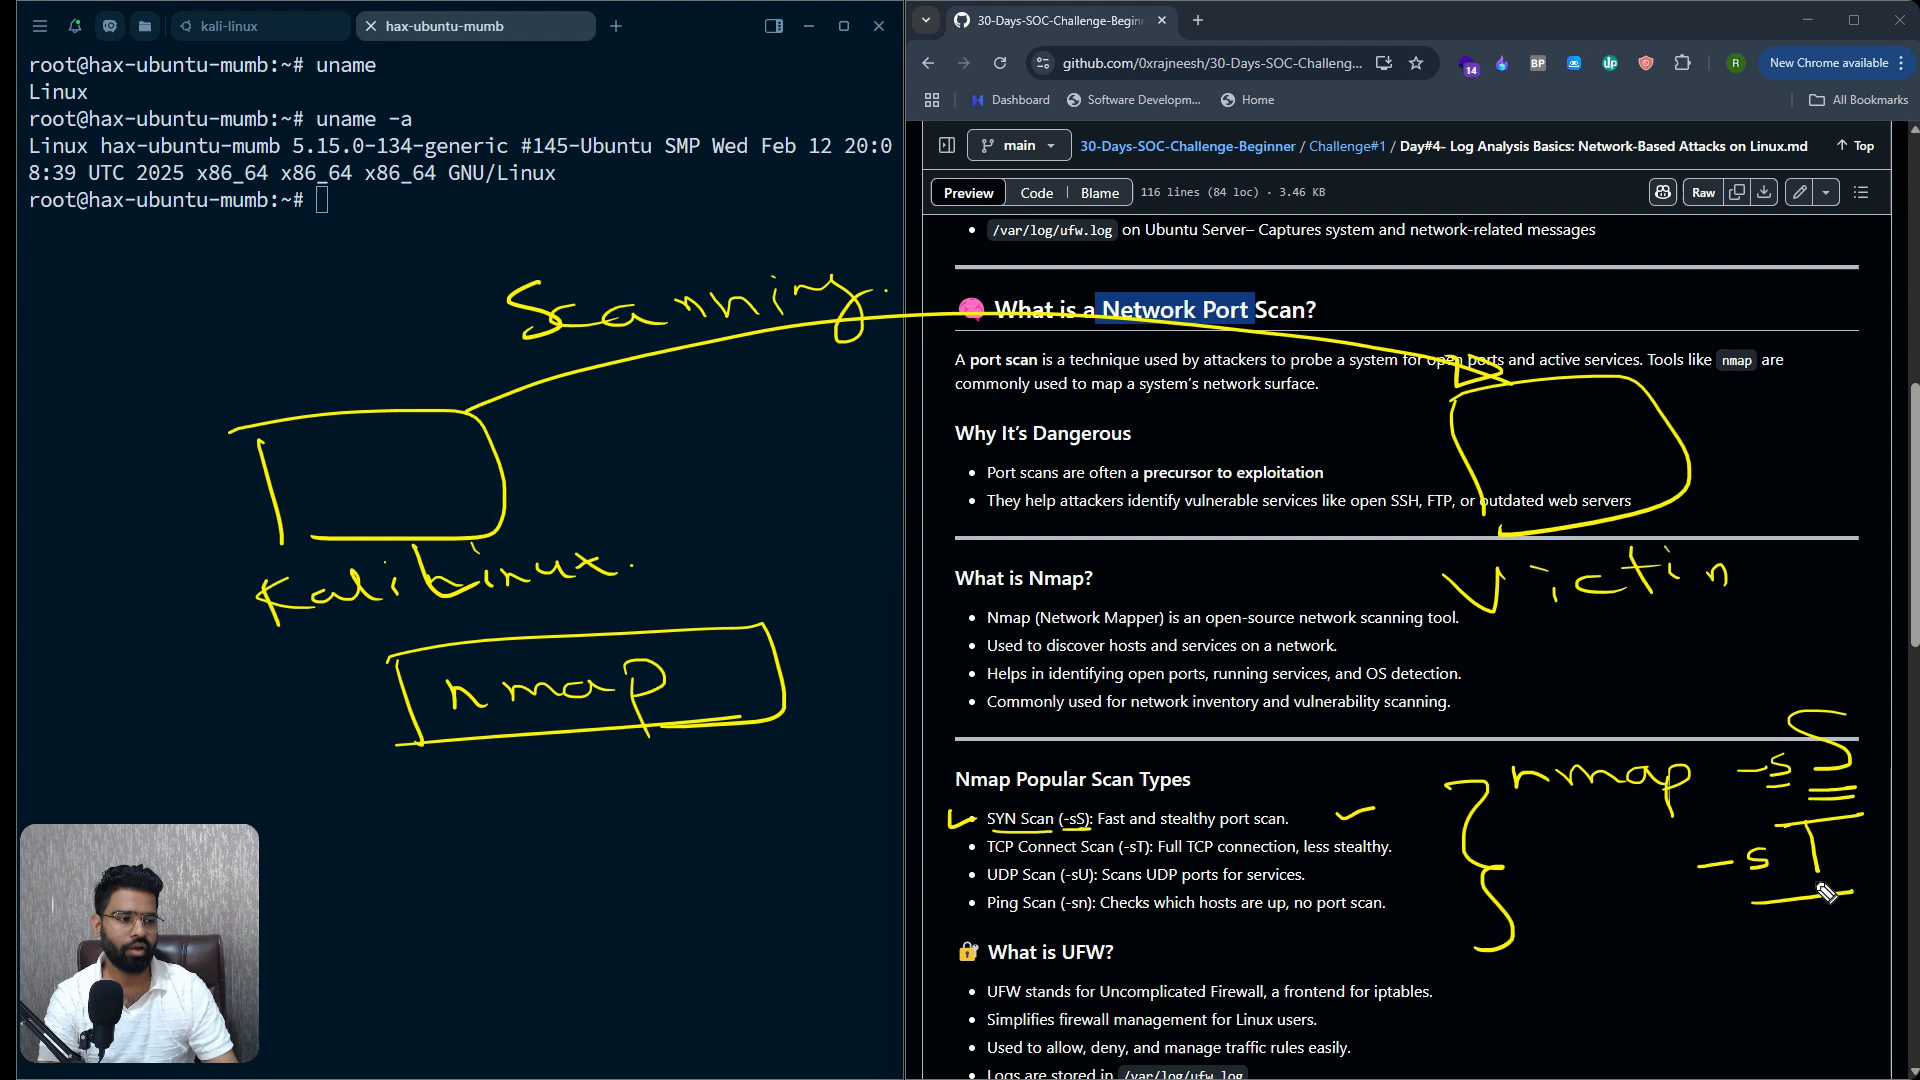 kali-linux
hax-ubuntu-mumb
root@hax-ubuntu-mumb:~# uname
Linux
root@hax-ubuntu-mumb:~# uname -a
Linux hax-ubuntu-mumb 5.15.0-134-generic #145-Ubuntu SMP Wed Feb 12 20:0
8:39 UTC 2025 x86_64 x86_64 x86_64 GNU/Linux
root@hax-ubuntu-mumb:~#
Scanning.
Kali Linux.
nmap
30-Days-SOC-Challenge-Beginn
github.com/0xrajneesh/30-Days-SOC-Challeng...
14
BP
up
R
New Chrome available
Dashboard
Software Developm...
Home
All Bookmarks
main
30-Days-SOC-Challenge-Beginner / Challenge#1 / Day#4- Log Analysis Basics: Network-Based Attacks on Linux.md
Top
Preview
Code
Blame
116 lines (84 loc) · 3.46 KB
Raw
• /var/log/ufw.log on Ubuntu Server– Captures system and network-related messages
What is a Network Port Scan?
A port scan is a technique used by attackers to probe a system for open ports and active services. Tools like nmap are
commonly used to map a system's network surface.
Why It's Dangerous
• Port scans are often a precursor to exploitation
• They help attackers identify vulnerable services like open SSH, FTP, or outdated web servers
Victin
What is Nmap?
• Nmap (Network Mapper) is an open-source network scanning tool.
• Used to discover hosts and services on a network.
• Helps in identifying open ports, running services, and OS detection.
• Commonly used for network inventory and vulnerability scanning.
Nmap Popular Scan Types
nmap -sS
• SYN Scan (-sS): Fast and stealthy port scan.
• TCP Connect Scan (-sT): Full TCP connection, less stealthy.
-sT
• UDP Scan (-sU): Scans UDP ports for services.
• Ping Scan (-sn): Checks which hosts are up, no port scan.
What is UFW?
• UFW stands for Uncomplicated Firewall, a frontend for iptables.
• Simplifies firewall management for Linux users.
• Used to allow, deny, and manage traffic rules easily.
• Logs are stored in /var/log/ufw.log